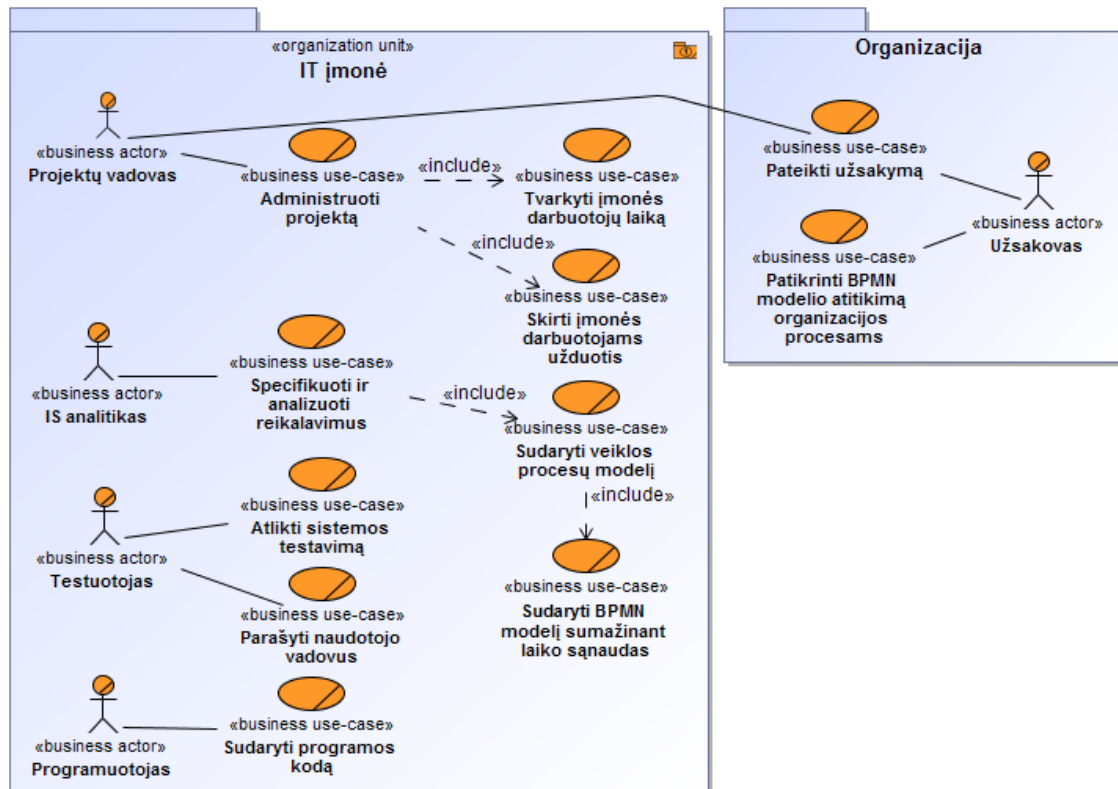 «organization unit»
IT įmonė
«business actor»
Projektų vadovas
«business use-case»
Administruoti
projektą
«include»
«business use-case»
Tvarkyti įmonės
darbuotojų laiką
«include»
«business use-case»
Skirti įmonės
darbuotojams
užduotis
«business actor»
IS analitikas
«business use-case»
Specifikuoti ir
analizuoti
reikalavimus
«include»
«business use-case»
Sudaryti veiklos
procesų modelį
«include»
«business use-case»
Sudaryti BPMN
modelį sumažinant
laiko sąnaudas
«business actor»
Testuotojas
«business use-case»
Atlikti sistemos
testavimą
«business use-case»
Parašyti naudotojo
vadovus
«business actor»
Programuotojas
«business use-case»
Sudaryti programos
kodą
Organizacija
«business use-case»
Pateikti užsakymą
«business actor»
Užsakovas
«business use-case»
Patikrinti BPMN
modelio atitikimą
organizacijos
procesams